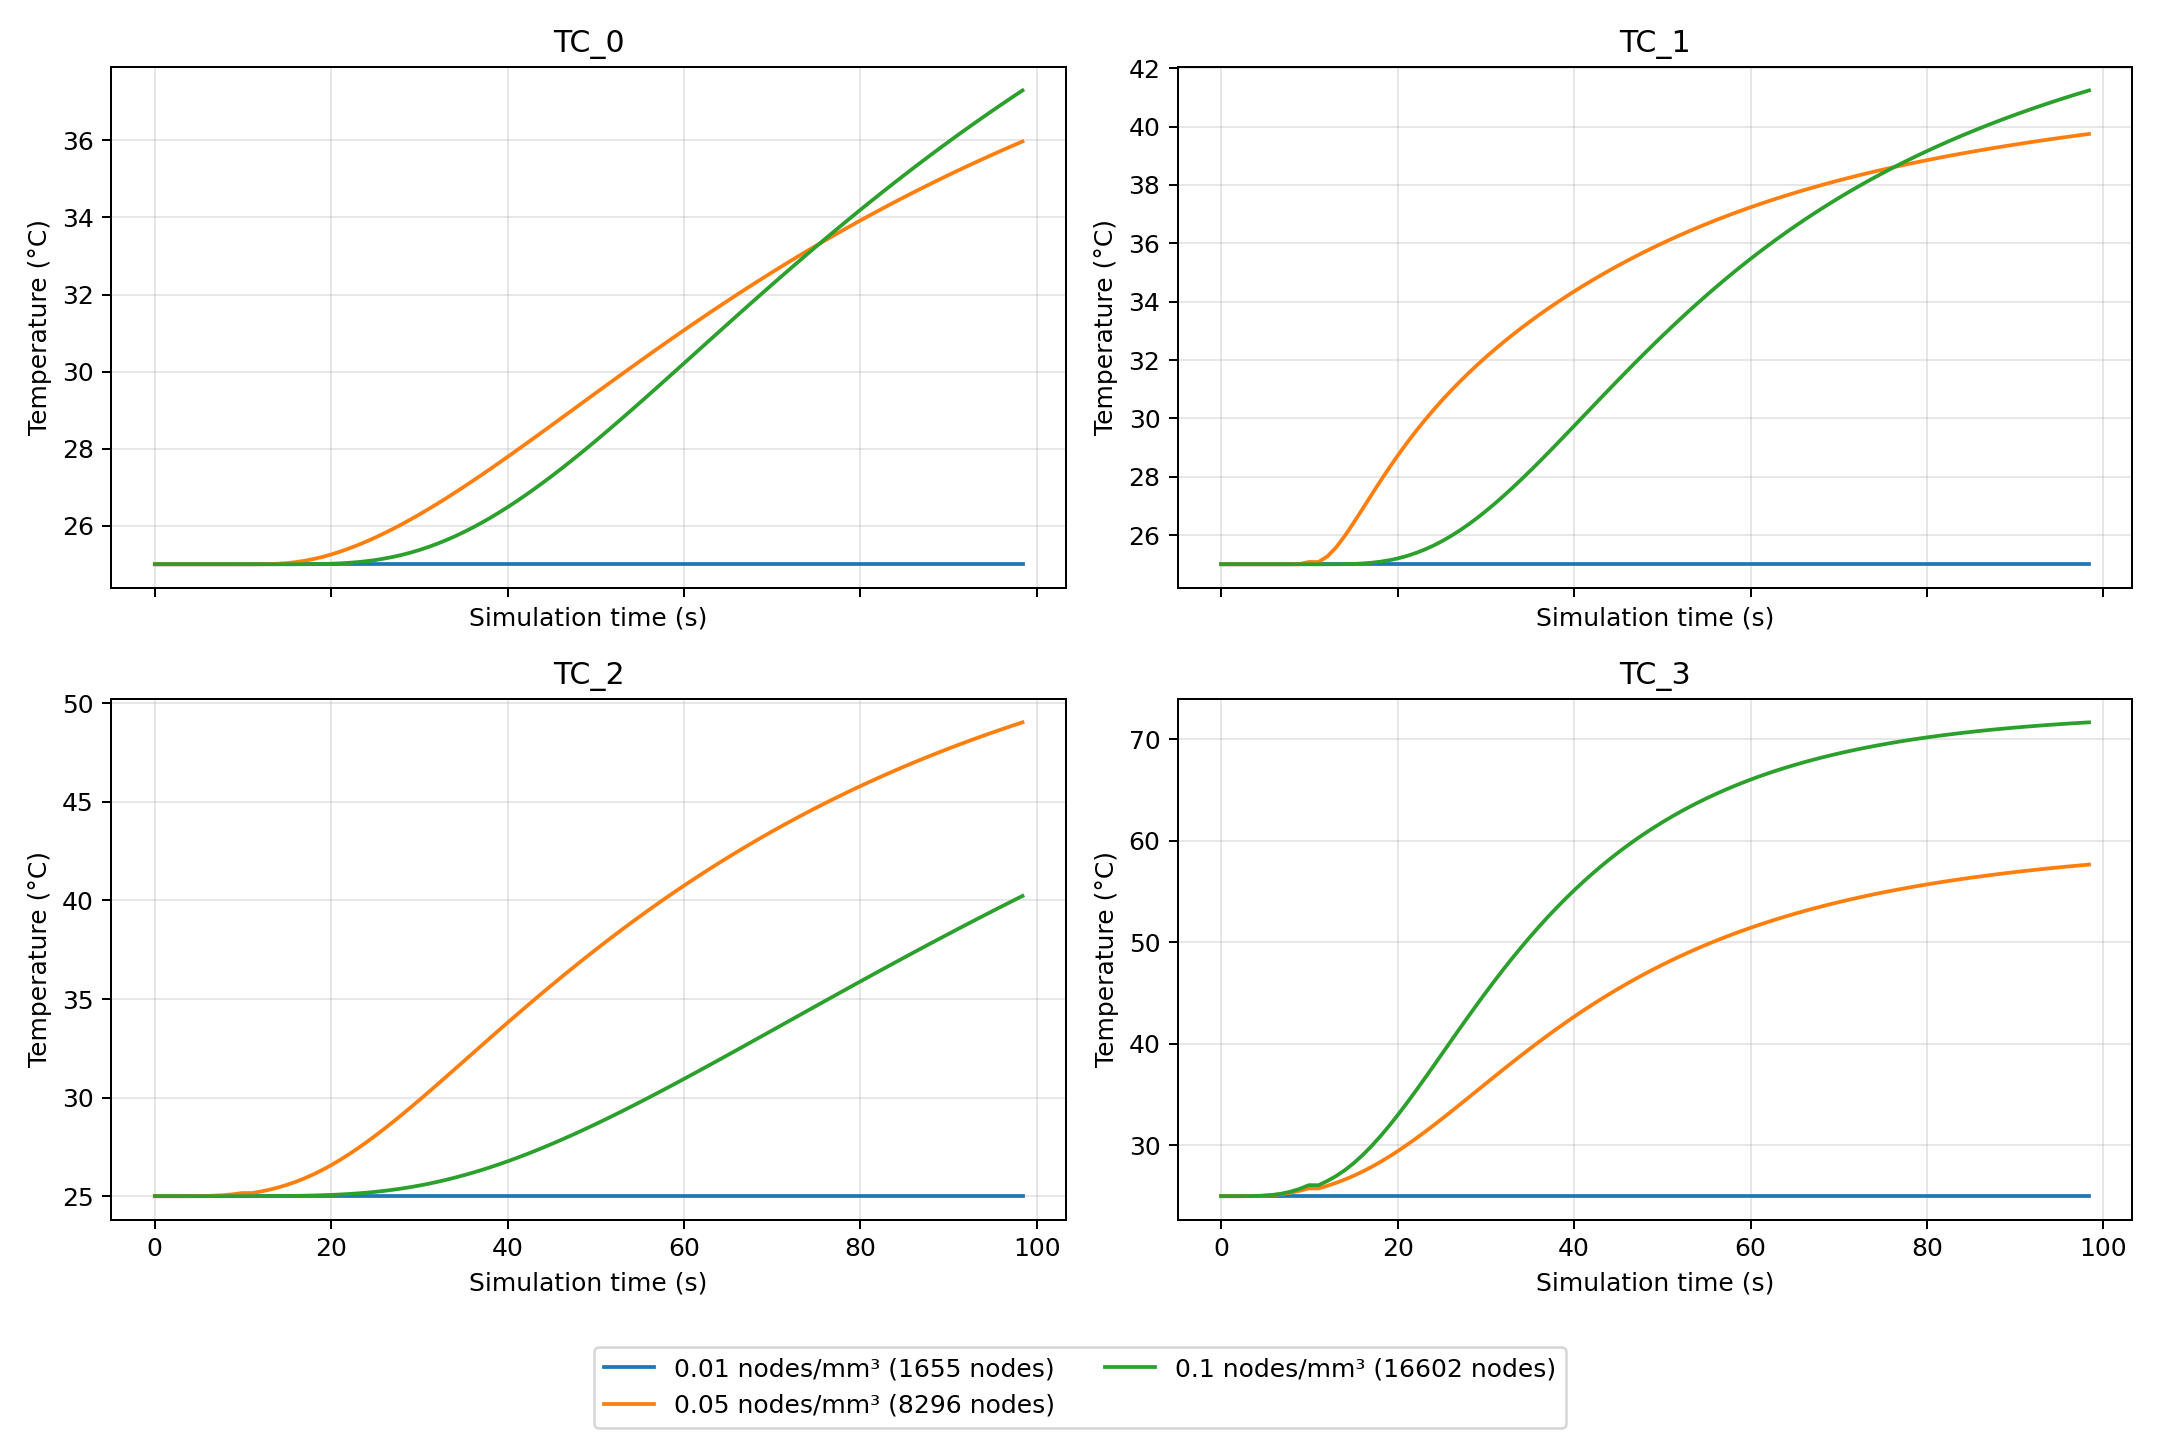 TC_0
36
34
32
30
28
26
Temperature (°C)
Simulation time (s)
TC_1
42
40
38
36
34
32
30
28
26
Temperature (°C)
Simulation time (s)
TC_2
50
45
40
35
30
25
Temperature (°C)
0 20 40 60 80 100
Simulation time (s)
TC_3
70
60
50
40
30
Temperature (°C)
0 20 40 60 80 100
Simulation time (s)
0.01 nodes/mm³ (1655 nodes)
0.05 nodes/mm³ (8296 nodes)
0.1 nodes/mm³ (16602 nodes)